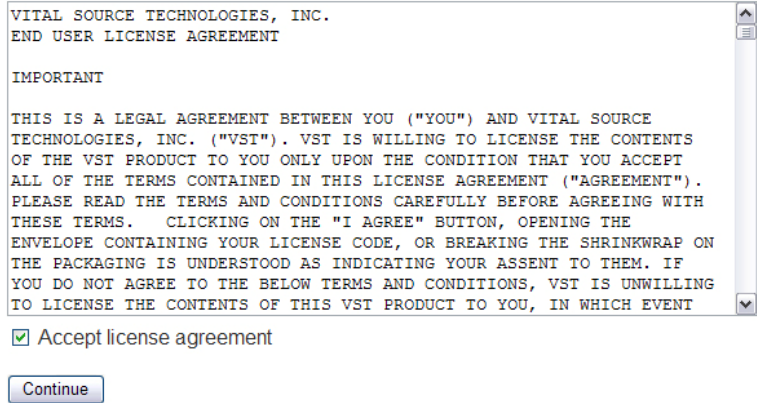 VITAL SOURCE TECHNOLOGIES, INC.
END USER LICENSE AGREEMENT
IMPORTANT
THIS IS A LEGAL AGREEMENT BETWEEN YOU ("YOU") AND VITAL SOURCE
TECHNOLOGIES, INC. ("VST"). VST IS WILLING TO LICENSE THE CONTENTS
OF THE VST PRODUCT TO YOU ONLY UPON THE CONDITION THAT YOU ACCEPT
ALL OF THE TERMS CONTAINED IN THIS LICENSE AGREEMENT ("AGREEMENT").
PLEASE READ THE TERMS AND CONDITIONS CAREFULLY BEFORE AGREEING WITH
THESE TERMS.   CLICKING ON THE "I AGREE" BUTTON, OPENING THE
ENVELOPE CONTAINING YOUR LICENSE CODE, OR BREAKING THE SHRINKWRAP ON
THE PACKAGING IS UNDERSTOOD AS INDICATING YOUR ASSENT TO THEM. IF
YOU DO NOT AGREE TO THE BELOW TERMS AND CONDITIONS, VST IS UNWILLING
TO LICENSE THE CONTENTS OF THIS VST PRODUCT TO YOU, IN WHICH EVENT
Accept license agreement
Continue